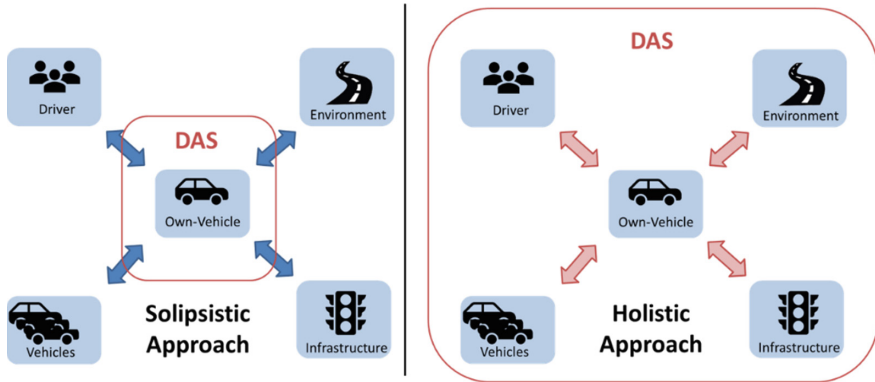 Driver
Environment
DAS
Own-Vehicle
Vehicles
Solipsistic
Approach
Infrastructure
DAS
Driver
Environment
Own-Vehicle
Vehicles
Holistic
Approach
Infrastructure